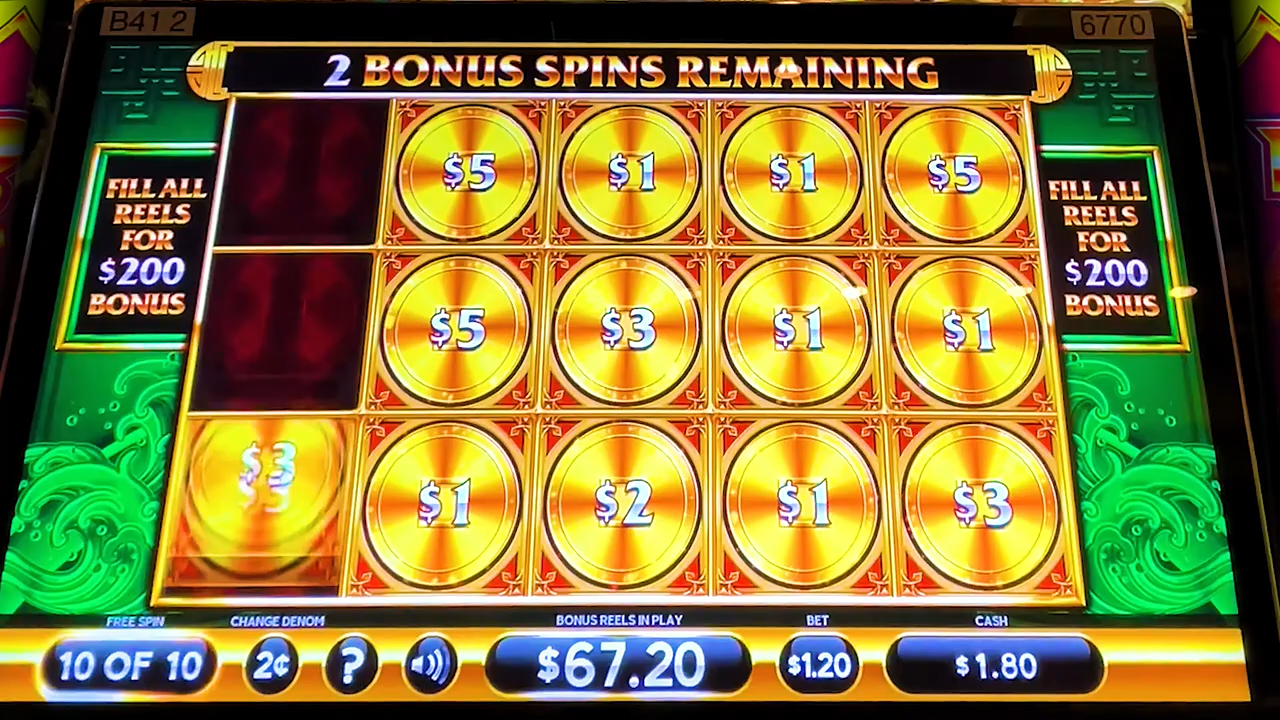 B41 2
6770
2 BONUS SPINS REMAINING
FILL ALL
REELS
FOR
$200
BONUS
$5 $1 $1 $5
$5 $3 $1 $1
$3 $1 $2 $1 $3
FILL ALL
REELS
FOR
$200
BONUS
FREE SPIN
10 OF 10
CHANGE DENOM
2¢
?
BONUS REELS IN PLAY
$67.20
BET
$1.20
CASH
$1.80